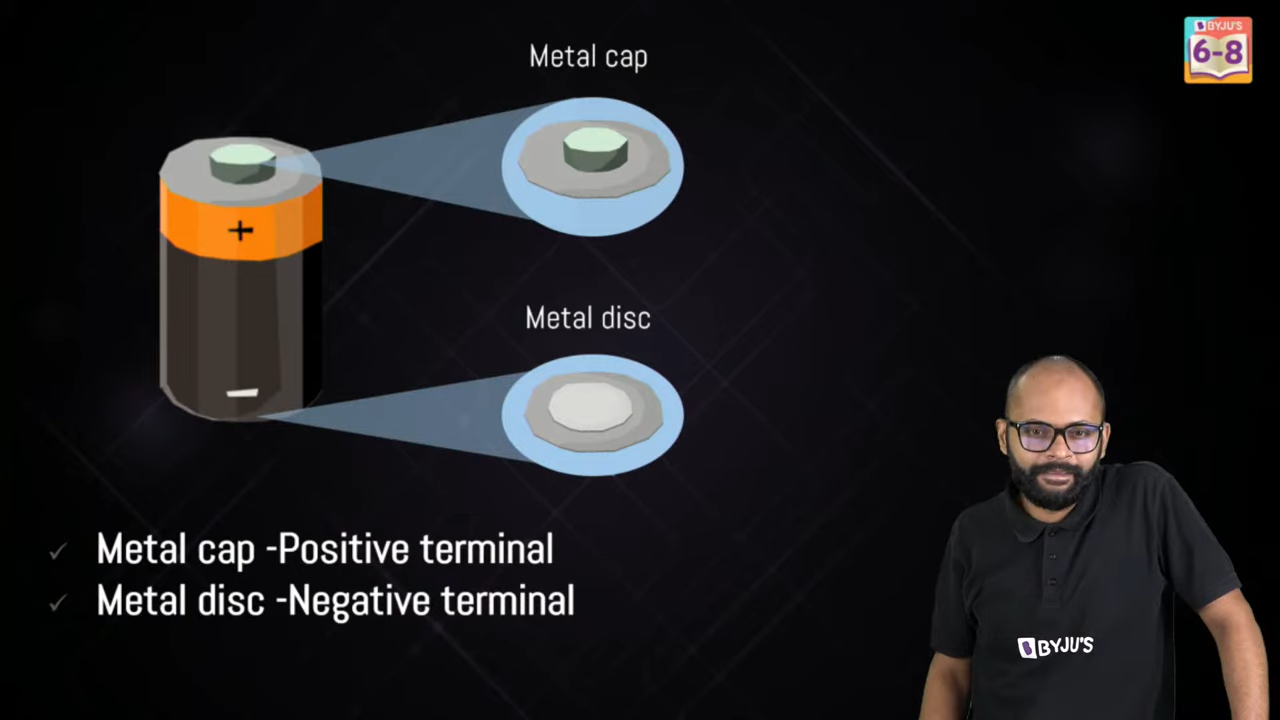 Metal cap
BYJU'S
6-8
+
Metal disc
-
Metal cap -Positive terminal
Metal disc -Negative terminal
BYJU'S